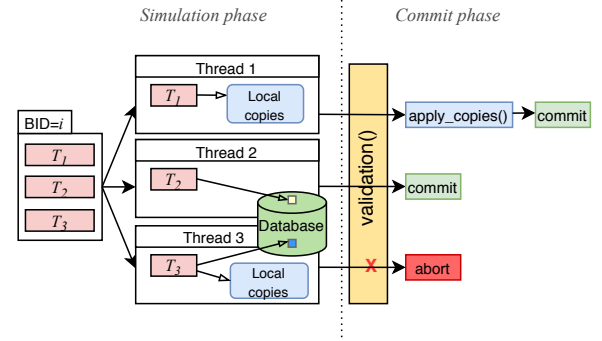 Simulation phase
Commit phase
BID=i
T1
T2
T3
Thread 1
T1
Local
copies
Thread 2
T2
Database
Thread 3
T3
Local
copies
validation()
X
apply_copies()
commit
commit
abort